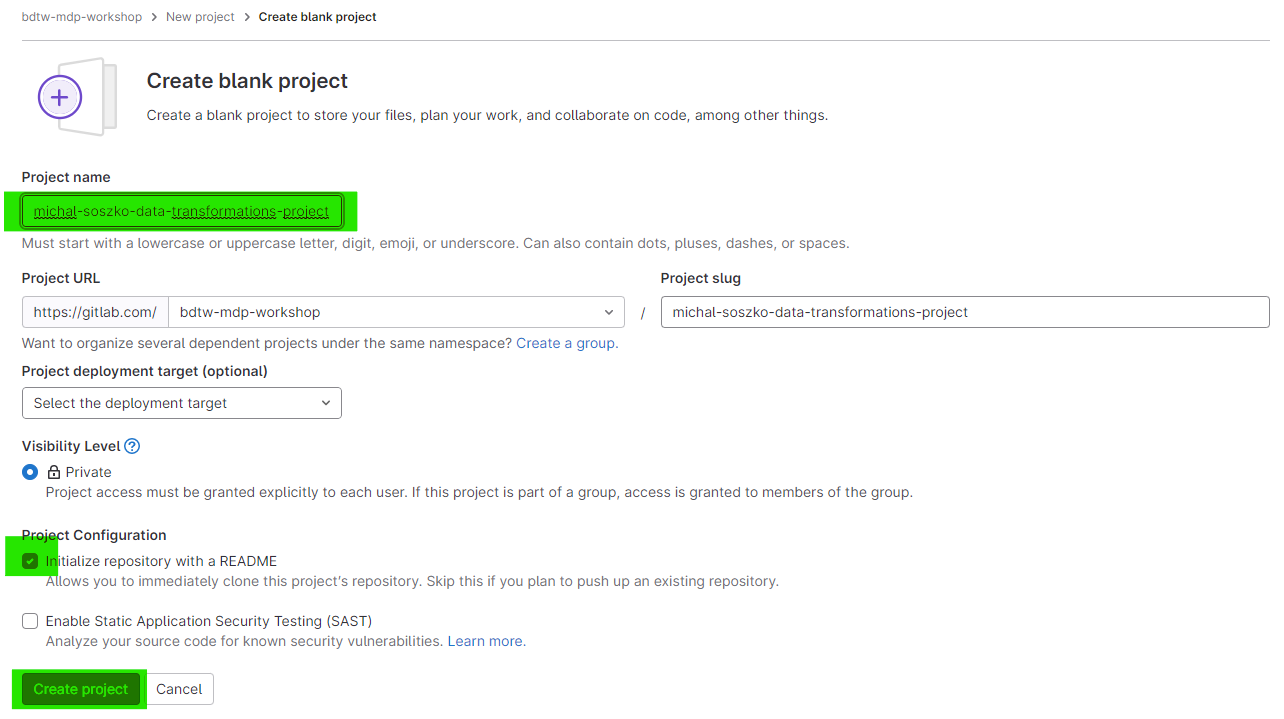 bdtw-mdp-workshop > New project > Create blank project
Create blank project
Create a blank project to store your files, plan your work, and collaborate on code, among other things.
Project name
michal-soszko-data-transformations-project
Must start with a lowercase or uppercase letter, digit, emoji, or underscore. Can also contain dots, pluses, dashes, or spaces.
Project URL
Project slug
https://gitlab.com/ bdtw-mdp-workshop / michal-soszko-data-transformations-project
Want to organize several dependent projects under the same namespace? Create a group.
Project deployment target (optional)
Select the deployment target
Visibility Level
Private
Project access must be granted explicitly to each user. If this project is part of a group, access is granted to members of the group.
Project Configuration
Initialize repository with a README
Allows you to immediately clone this project's repository. Skip this if you plan to push up an existing repository.
Enable Static Application Security Testing (SAST)
Analyze your source code for known security vulnerabilities. Learn more.
Create project Cancel